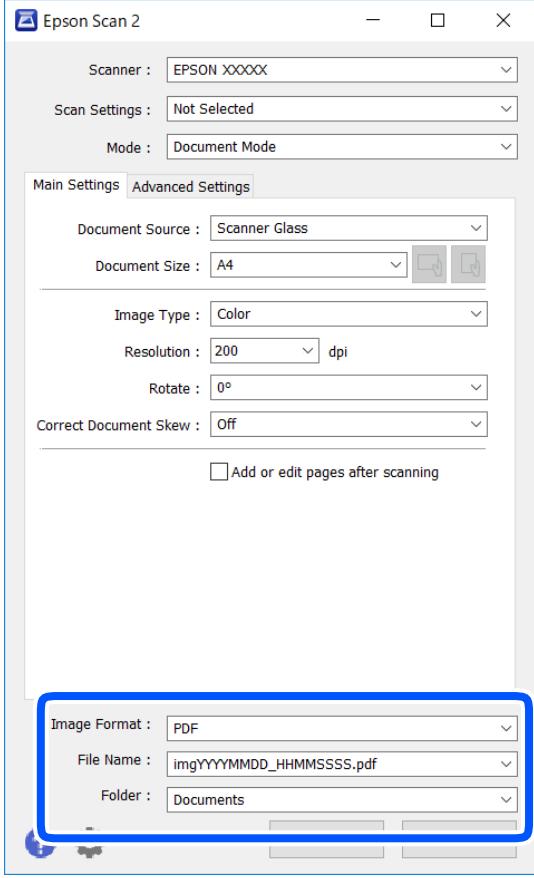 Epson Scan 2
Scanner : EPSON XXXXX
Scan Settings : Not Selected
Mode : Document Mode
Main Settings Advanced Settings
Document Source : Scanner Glass
Document Size : A4
Image Type : Color
Resolution : 200 dpi
Rotate : 0°
Correct Document Skew : Off
Add or edit pages after scanning
Image Format : PDF
File Name : imgYYYYMMDD_HHMMSSSS.pdf
Folder : Documents